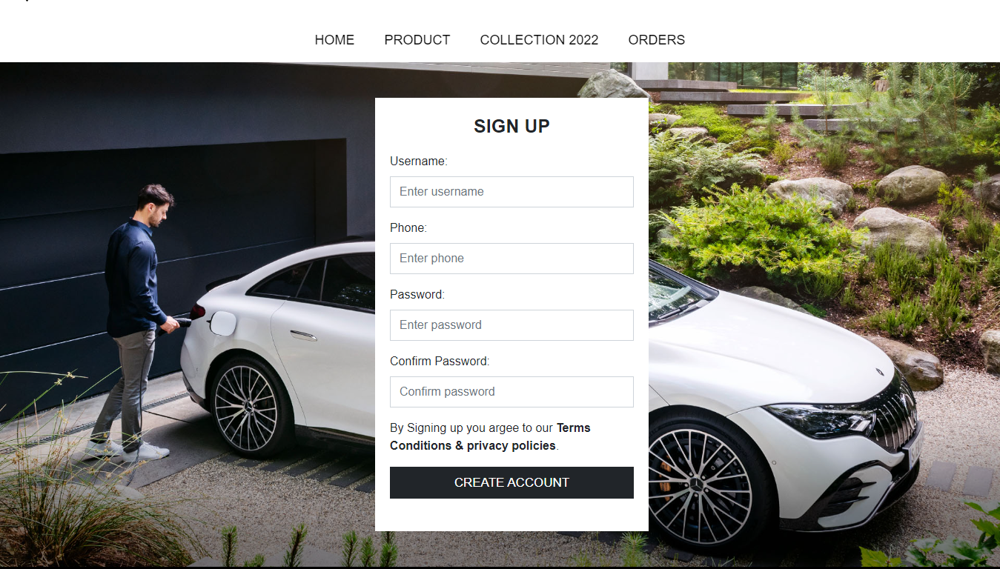 HOME PRODUCT COLLECTION 2022 ORDERS
SIGN UP
Username:
Enter username
Phone:
Enter phone
Password:
Enter password
Confirm Password:
Confirm password
By Signing up you argee to our Terms
Conditions & privacy policies.
CREATE ACCOUNT